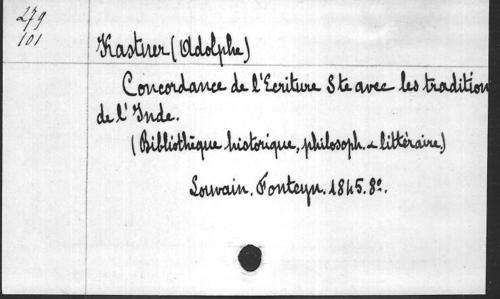 279
101
Kastner (Adolphe)
Concordance de l'Ecriture Ste avec les tradition
de l'Inde.
(Bibliothèque historique, philosoph. & littéraire.)
Louvain. Fonteyn. 1845. 8º.